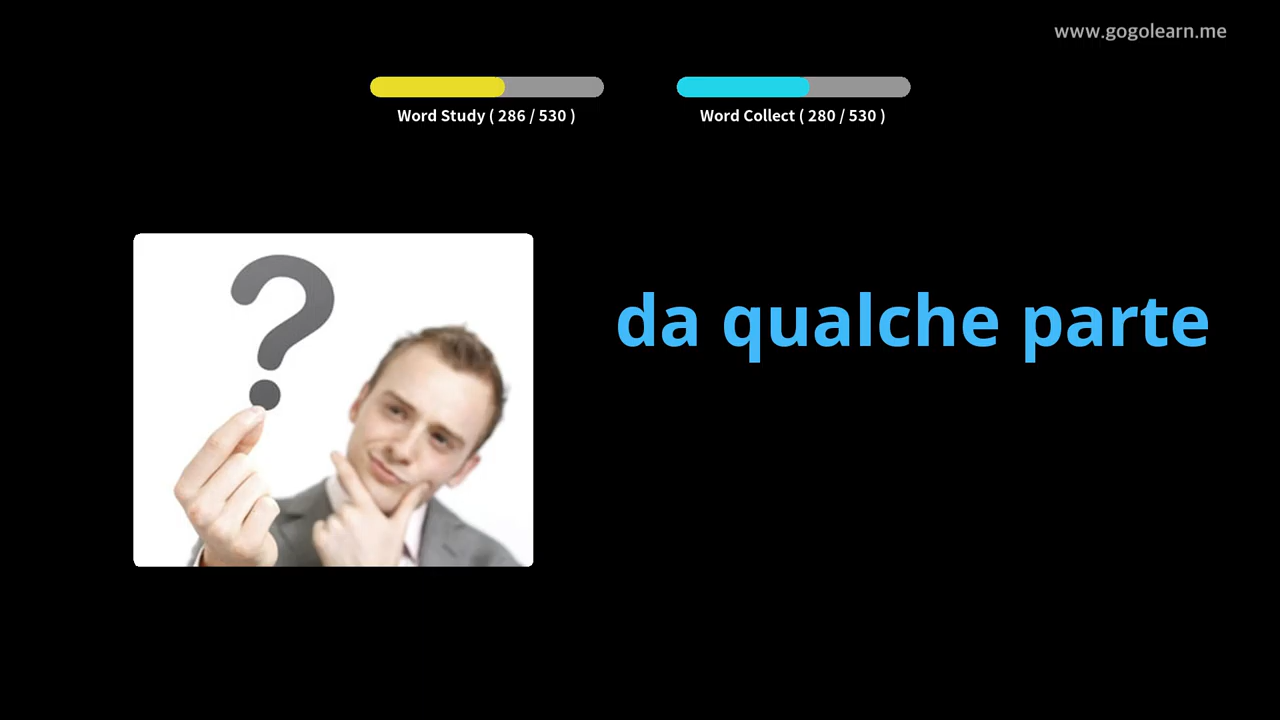 www.gogolearn.me
Word Study ( 286 / 530 )
Word Collect ( 280 / 530 )
?
da qualche parte